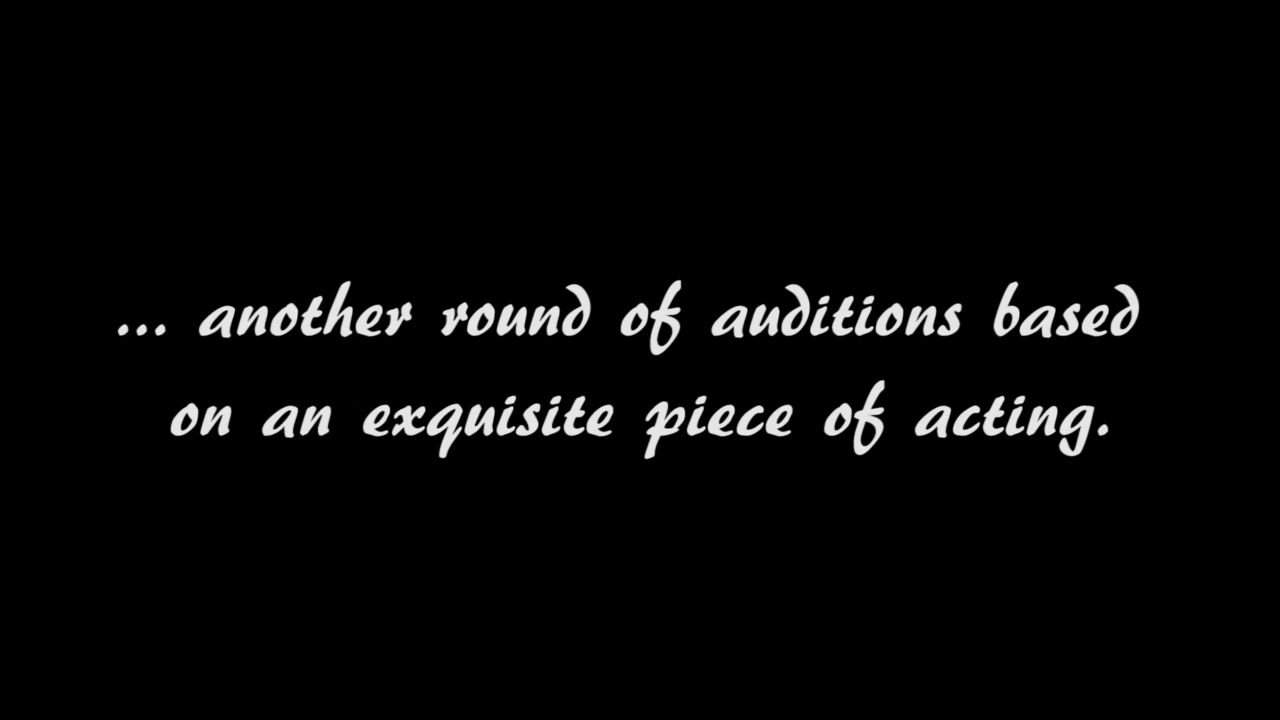 ... another round of auditions based
on an exquisite piece of acting.